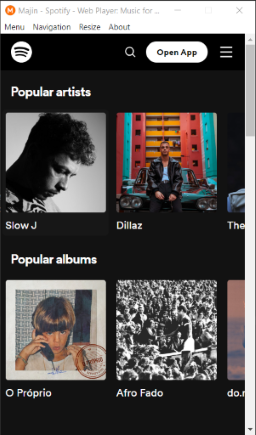 Majin - Spotify - Web Player: Music for ...
Menu Navigation Resize About
Open App
Popular artists
Slow J Dillaz The
Popular albums
O Próprio Afro Fado do.r